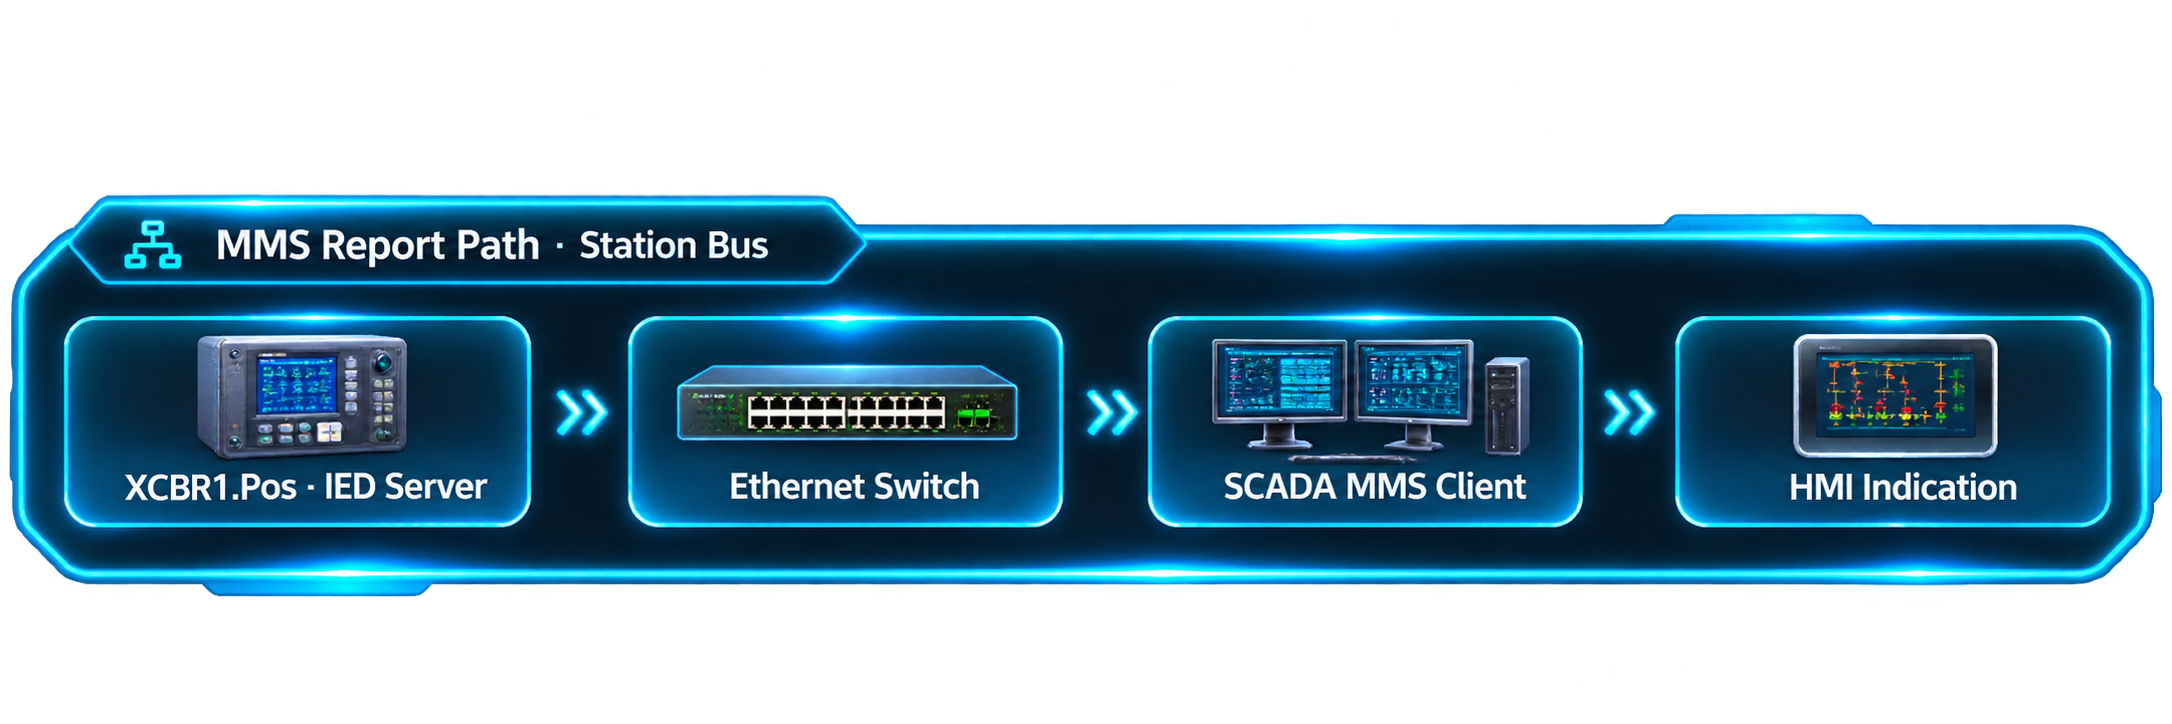 MMS Report Path · Station Bus
XCBR1.Pos · IED Server
Ethernet Switch
SCADA MMS Client
HMI Indication